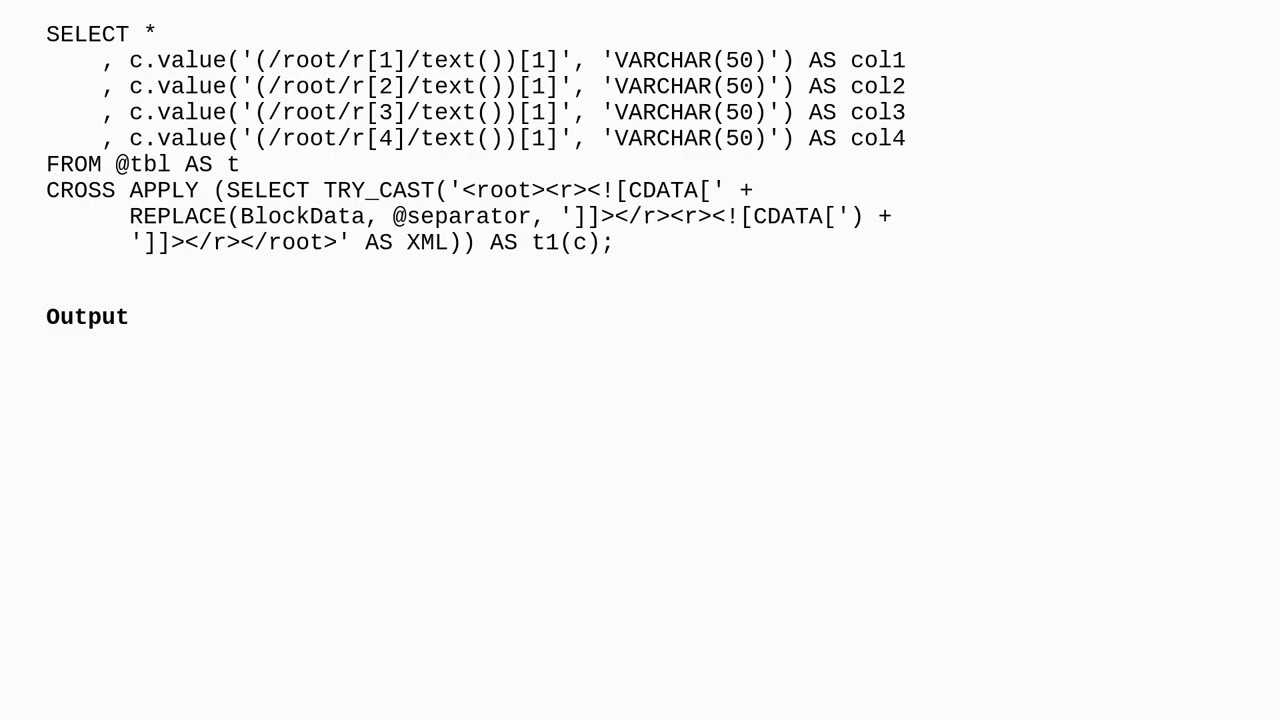 SELECT *
    , c.value('(/root/r[1]/text())[1]', 'VARCHAR(50)') AS col1
    , c.value('(/root/r[2]/text())[1]', 'VARCHAR(50)') AS col2
    , c.value('(/root/r[3]/text())[1]', 'VARCHAR(50)') AS col3
    , c.value('(/root/r[4]/text())[1]', 'VARCHAR(50)') AS col4
FROM @tbl AS t
CROSS APPLY (SELECT TRY_CAST('<root><r><![CDATA[' +
      REPLACE(BlockData, @separator, ']]></r><r><![CDATA[') +
      ']]></r></root>' AS XML)) AS t1(c);
Output